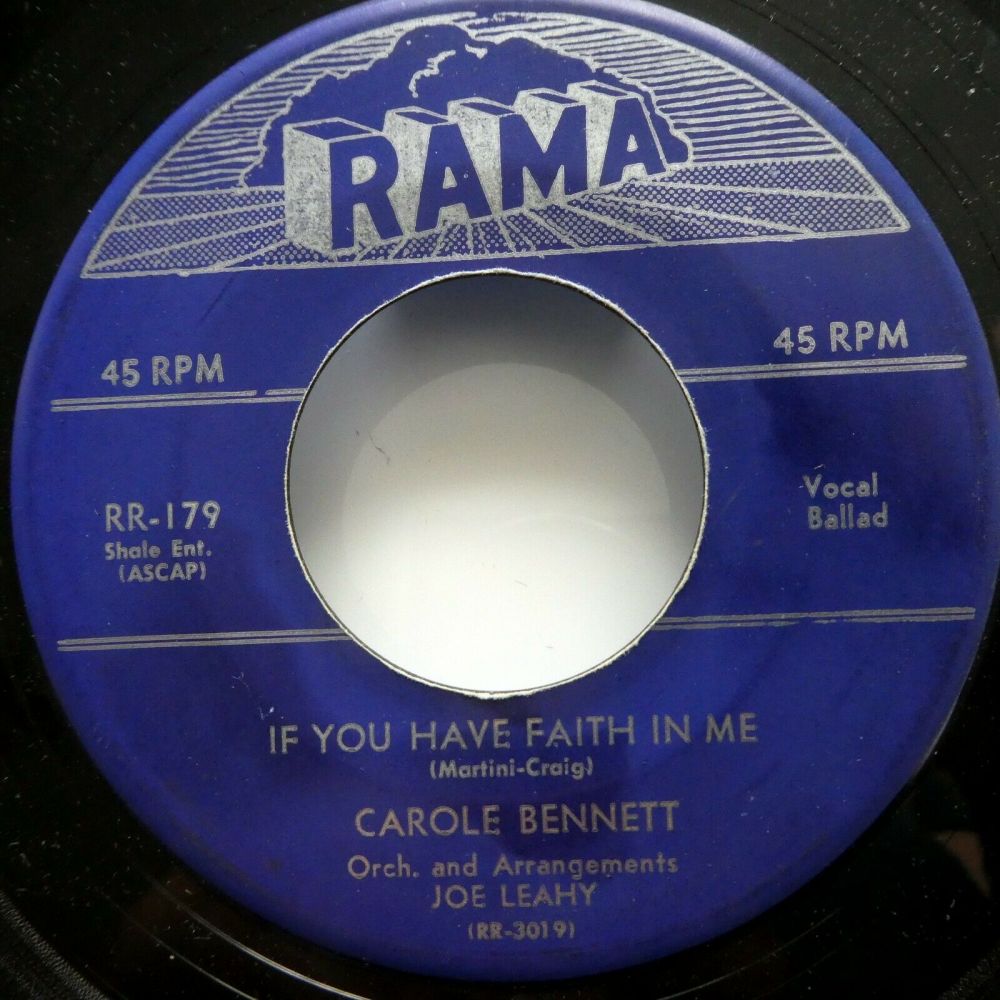 RAMA
45 RPM
45 RPM
RR-179
Shale Ent.
(ASCAP)
Vocal
Ballad
IF YOU HAVE FAITH IN ME
(Martini-Craig)
CAROLE BENNETT
Orch. and Arrangements
JOE LEAHY
(RR-3019)